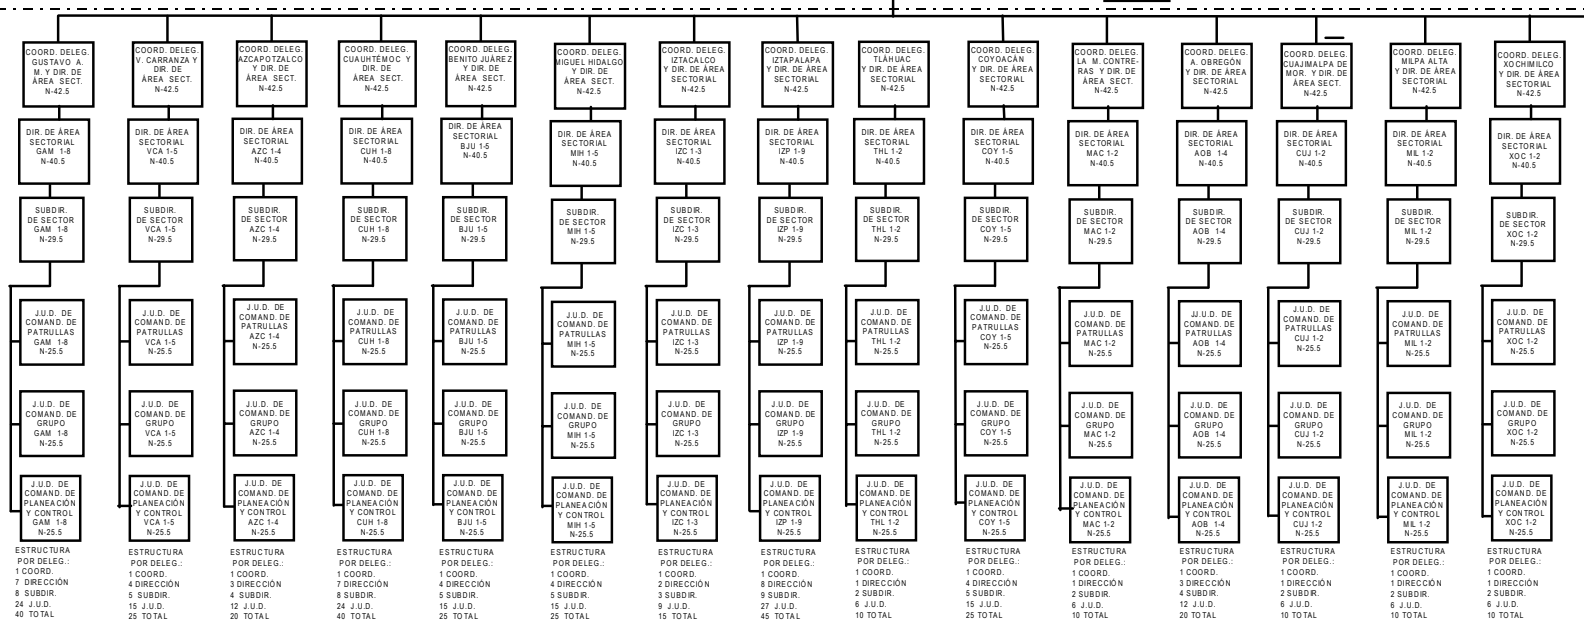 COORD. DELEG.
GUSTAVO A.
M. Y DIR. DE
ÁREA SECT.
N-42.5
DIR. DE ÁREA
SECTORIAL
GAM 1-8
N-40.5
SUBDIR.
DE SECTOR
GAM 1-8
N-29.5
J.U.D. DE
COMAND. DE
PATRULLAS
GAM 1-8
N-25.5
J.U.D. DE
COMAND. DE
GRUPO
GAM 1-8
N-25.5
J.U.D. DE
COMAND. DE
PLANEACIÓN
Y CONTROL
GAM 1-8
N-25.5
ESTRUCTURA
POR DELEG.:
1 COORD.
7 DIRECCIÓN
8 SUBDIR.
24 J.U.D.
40 TOTAL
COORD. DELEG.
V. CARRANZA Y
DIR. DE
ÁREA SECT.
N-42.5
DIR. DE ÁREA
SECTORIAL
VCA 1-5
N-40.5
SUBDIR.
DE SECTOR
VCA 1-5
N-29.5
J.U.D. DE
COMAND. DE
PATRULLAS
VCA 1-5
N-25.5
J.U.D. DE
COMAND. DE
GRUPO
VCA 1-5
N-25.5
J.U.D. DE
COMAND. DE
PLANEACIÓN
Y CONTROL
VCA 1-5
N-25.5
ESTRUCTURA
POR DELEG.:
1 COORD.
4 DIRECCIÓN
5 SUBDIR.
15 J.U.D.
25 TOTAL
COORD. DELEG.
AZCAPOTZALCO
Y DIR. DE
ÁREA SECT.
N-42.5
DIR. DE ÁREA
SECTORIAL
AZC 1-4
N-40.5
SUBDIR.
DE SECTOR
AZC 1-4
N-29.5
J.U.D. DE
COMAND. DE
PATRULLAS
AZC 1-4
N-25.5
J.U.D. DE
COMAND. DE
GRUPO
AZC 1-4
N-25.5
J.U.D. DE
COMAND. DE
PLANEACIÓN
Y CONTROL
AZC 1-4
N-25.5
ESTRUCTURA
POR DELEG.:
1 COORD.
3 DIRECCIÓN
4 SUBDIR.
12 J.U.D.
20 TOTAL
COORD. DELEG.
CUAUHTÉMOC Y
DIR. DE
ÁREA SECT.
N-42.5
DIR. DE ÁREA
SECTORIAL
CUH 1-8
N-40.5
SUBDIR.
DE SECTOR
CUH 1-8
N-29.5
J.U.D. DE
COMAND. DE
PATRULLAS
CUH 1-8
N-25.5
J.U.D. DE
COMAND. DE
GRUPO
CUH 1-8
N-25.5
J.U.D. DE
COMAND. DE
PLANEACIÓN
Y CONTROL
CUH 1-8
N-25.5
ESTRUCTURA
POR DELEG.:
1 COORD.
7 DIRECCIÓN
8 SUBDIR.
24 J.U.D.
40 TOTAL
COORD. DELEG.
BENITO JUÁREZ
Y DIR. DE
ÁREA SECT.
N-42.5
DIR. DE ÁREA
SECTORIAL
BJU 1-5
N-40.5
SUBDIR.
DE SECTOR
BJU 1-5
N-29.5
J.U.D. DE
COMAND. DE
PATRULLAS
BJU 1-5
N-25.5
J.U.D. DE
COMAND. DE
GRUPO
BJU 1-5
N-25.5
J.U.D. DE
COMAND. DE
PLANEACIÓN
Y CONTROL
BJU 1-5
N-25.5
ESTRUCTURA
POR DELEG.:
1 COORD.
4 DIRECCIÓN
5 SUBDIR.
15 J.U.D.
25 TOTAL
COORD. DELEG.
MIGUEL HIDALGO
Y DIR. DE
ÁREA SECT.
N-42.5
DIR. DE ÁREA
SECTORIAL
MIH 1-5
N-40.5
SUBDIR.
DE SECTOR
MIH 1-5
N-29.5
J.U.D. DE
COMAND. DE
PATRULLAS
MIH 1-5
N-25.5
J.U.D. DE
COMAND. DE
GRUPO
MIH 1-5
N-25.5
J.U.D. DE
COMAND. DE
PLANEACIÓN
Y CONTROL
MIH 1-5
N-25.5
ESTRUCTURA
POR DELEG.:
1 COORD.
4 DIRECCIÓN
5 SUBDIR.
15 J.U.D.
25 TOTAL
COORD. DELEG.
IZTACALCO
Y DIR. DE ÁREA
SECTORIAL
N-42.5
DIR. DE ÁREA
SECTORIAL
IZC 1-3
N-40.5
SUBDIR.
DE SECTOR
IZC 1-3
N-29.5
J.U.D. DE
COMAND. DE
PATRULLAS
IZC 1-3
N-25.5
J.U.D. DE
COMAND. DE
GRUPO
IZC 1-3
N-25.5
J.U.D. DE
COMAND. DE
PLANEACIÓN
Y CONTROL
IZC 1-3
N-25.5
ESTRUCTURA
POR DELEG.:
1 COORD.
2 DIRECCIÓN
3 SUBDIR.
9 J.U.D.
15 TOTAL
COORD. DELEG.
IZTAPALAPA
Y DIR. DE ÁREA
SECTORIAL
N-42.5
DIR. DE ÁREA
SECTORIAL
IZP 1-9
N-40.5
SUBDIR.
DE SECTOR
IZP 1-9
N-29.5
J.U.D. DE
COMAND. DE
PATRULLAS
IZP 1-9
N-25.5
J.U.D. DE
COMAND. DE
GRUPO
IZP 1-9
N-25.5
J.U.D. DE
COMAND. DE
PLANEACIÓN
Y CONTROL
IZP 1-9
N-25.5
ESTRUCTURA
POR DELEG.:
1 COORD.
8 DIRECCIÓN
9 SUBDIR.
27 J.U.D.
45 TOTAL
COORD. DELEG.
TLÁHUAC
Y DIR. DE ÁREA
SECTORIAL
N-42.5
DIR. DE ÁREA
SECTORIAL
THL 1-2
N-40.5
SUBDIR.
DE SECTOR
THL 1-2
N-29.5
J.U.D. DE
COMAND. DE
PATRULLAS
THL 1-2
N-25.5
J.U.D. DE
COMAND. DE
GRUPO
THL 1-2
N-25.5
J.U.D. DE
COMAND. DE
PLANEACIÓN
Y CONTROL
THL 1-2
N-25.5
ESTRUCTURA
POR DELEG.:
1 COORD.
1 DIRECCIÓN
2 SUBDIR.
6 J.U.D.
10 TOTAL
COORD. DELEG.
COYOACÁN
Y DIR. DE ÁREA
SECTORIAL
N-42.5
DIR. DE ÁREA
SECTORIAL
COY 1-5
N-40.5
SUBDIR.
DE SECTOR
COY 1-5
N-29.5
J.U.D. DE
COMAND. DE
PATRULLAS
COY 1-5
N-25.5
J.U.D. DE
COMAND. DE
GRUPO
COY 1-5
N-25.5
J.U.D. DE
COMAND. DE
PLANEACIÓN
Y CONTROL
COY 1-5
N-25.5
ESTRUCTURA
POR DELEG.:
1 COORD.
4 DIRECCIÓN
5 SUBDIR.
15 J.U.D.
25 TOTAL
COORD. DELEG.
LA M. CONTRE-
RAS Y DIR. DE
ÁREA SECT.
N-42.5
DIR. DE ÁREA
SECTORIAL
MAC 1-2
N-40.5
SUBDIR.
DE SECTOR
MAC 1-2
N-29.5
J.U.D. DE
COMAND. DE
PATRULLAS
MAC 1-2
N-25.5
J.U.D. DE
COMAND. DE
GRUPO
MAC 1-2
N-25.5
J.U.D. DE
COMAND. DE
PLANEACIÓN
Y CONTROL
MAC 1-2
N-25.5
ESTRUCTURA
POR DELEG.:
1 COORD.
1 DIRECCIÓN
2 SUBDIR.
6 J.U.D.
10 TOTAL
COORD. DELEG.
A. OBREGÓN
Y DIR. DE ÁREA
SECTORIAL
N-42.5
DIR. DE ÁREA
SECTORIAL
AOB 1-4
N-40.5
SUBDIR.
DE SECTOR
AOB 1-4
N-29.5
JJ.U.D. DE
COMAND. DE
PATRULLAS
AOB 1-4
N-25.5
J.U.D. DE
COMAND. DE
GRUPO
AOB 1-4
N-25.5
J.U.D. DE
COMAND. DE
PLANEACIÓN
Y CONTROL
AOB 1-4
N-25.5
ESTRUCTURA
POR DELEG.:
1 COORD.
3 DIRECCIÓN
4 SUBDIR.
12 J.U.D.
20 TOTAL
COORD. DELEG.
CUAJIMALPA DE
MOR. Y DIR. DE
ÁREA SECT.
N-42.5
DIR. DE ÁREA
SECTORIAL
CUJ 1-2
N-40.5
SUBDIR.
DE SECTOR
CUJ 1-2
N-29.5
J.U.D. DE
COMAND. DE
PATRULLAS
CUJ 1-2
N-25.5
J.U.D. DE
COMAND. DE
GRUPO
CUJ 1-2
N-25.5
J.U.D. DE
COMAND. DE
PLANEACIÓN
Y CONTROL
CUJ 1-2
N-25.5
ESTRUCTURA
POR DELEG.:
1 COORD.
1 DIRECCIÓN
2 SUBDIR.
6 J.U.D.
10 TOTAL
COORD. DELEG.
MILPA ALTA
Y DIR. DE ÁREA
SECTORIAL
N-42.5
DIR. DE ÁREA
SECTORIAL
MIL 1-2
N-40.5
SUBDIR.
DE SECTOR
MIL 1-2
N-29.5
J.U.D. DE
COMAND. DE
PATRULLAS
MIL 1-2
N-25.5
J.U.D. DE
COMAND. DE
GRUPO
MIL 1-2
N-25.5
J.U.D. DE
COMAND. DE
PLANEACIÓN
Y CONTROL
MIL 1-2
N-25.5
ESTRUCTURA
POR DELEG.:
1 COORD.
1 DIRECCIÓN
2 SUBDIR.
6 J.U.D.
10 TOTAL
COORD. DELEG.
XOCHIMILCO
Y DIR. DE ÁREA
SECTORIAL
N-42.5
DIR. DE ÁREA
SECTORIAL
XOC 1-2
N-40.5
SUBDIR.
DE SECTOR
XOC 1-2
N-29.5
J.U.D. DE
COMAND. DE
PATRULLAS
XOC 1-2
N-25.5
J.U.D. DE
COMAND. DE
GRUPO
XOC 1-2
N-25.5
J.U.D. DE
COMAND. DE
PLANEACIÓN
Y CONTROL
XOC 1-2
N-25.5
ESTRUCTURA
POR DELEG.:
1 COORD.
1 DIRECCIÓN
2 SUBDIR.
6 J.U.D.
10 TOTAL